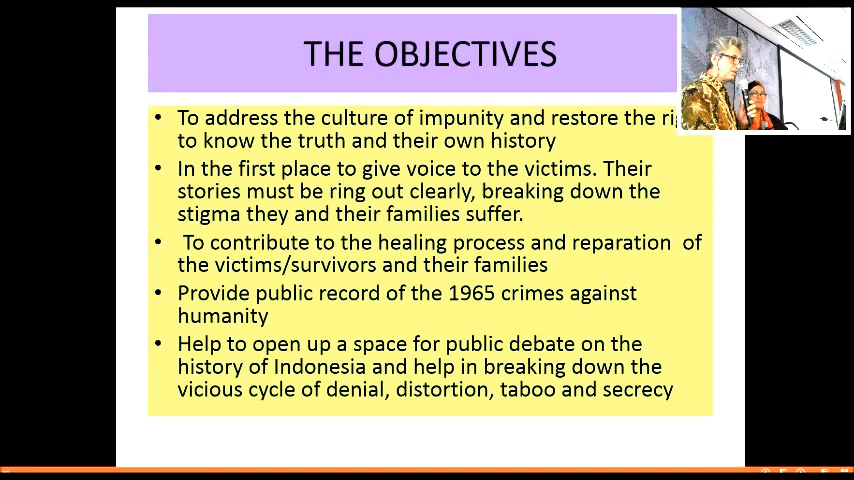 THE OBJECTIVES
• To address the culture of impunity and restore the
to know the truth and their own history
• In the first place to give voice to the victims. Their
stories must be ring out clearly, breaking down the
stigma they and their families suffer.
• To contribute to the healing process and reparation of
the victims/survivors and their families
• Provide public record of the 1965 crimes against
humanity
• Help to open up a space for public debate on the
history of Indonesia and help in breaking down the
vicious cycle of denial, distortion, taboo and secrecy